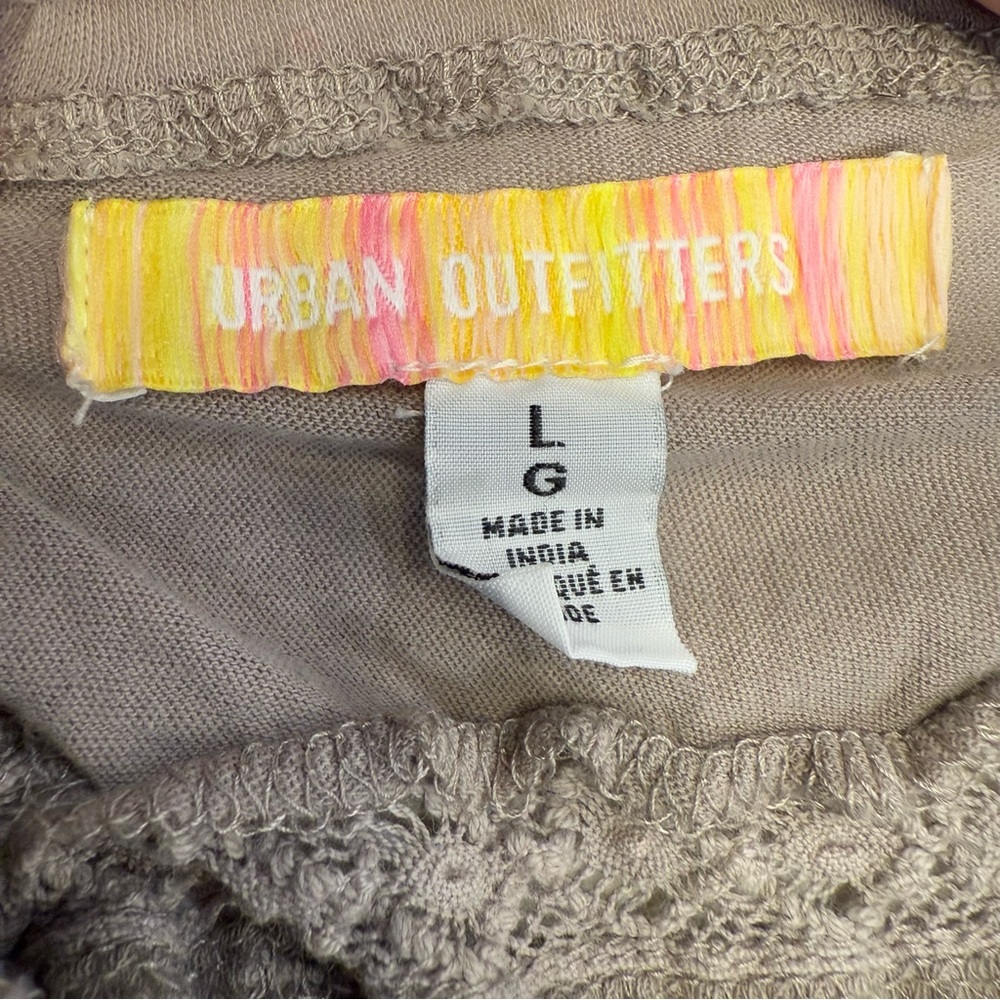 URBAN OUTFITTERS
L
G
MADE IN
INDIA
EN